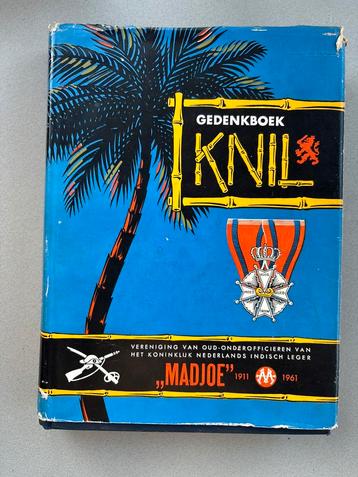 GEDENKBOEK
KNIL
VERENIGING VAN OUD-ONDEROFFICIEREN VAN
HET KONINKLIJK NEDERLANDS INDISCH LEGER
„MADJOE" 1911 1961